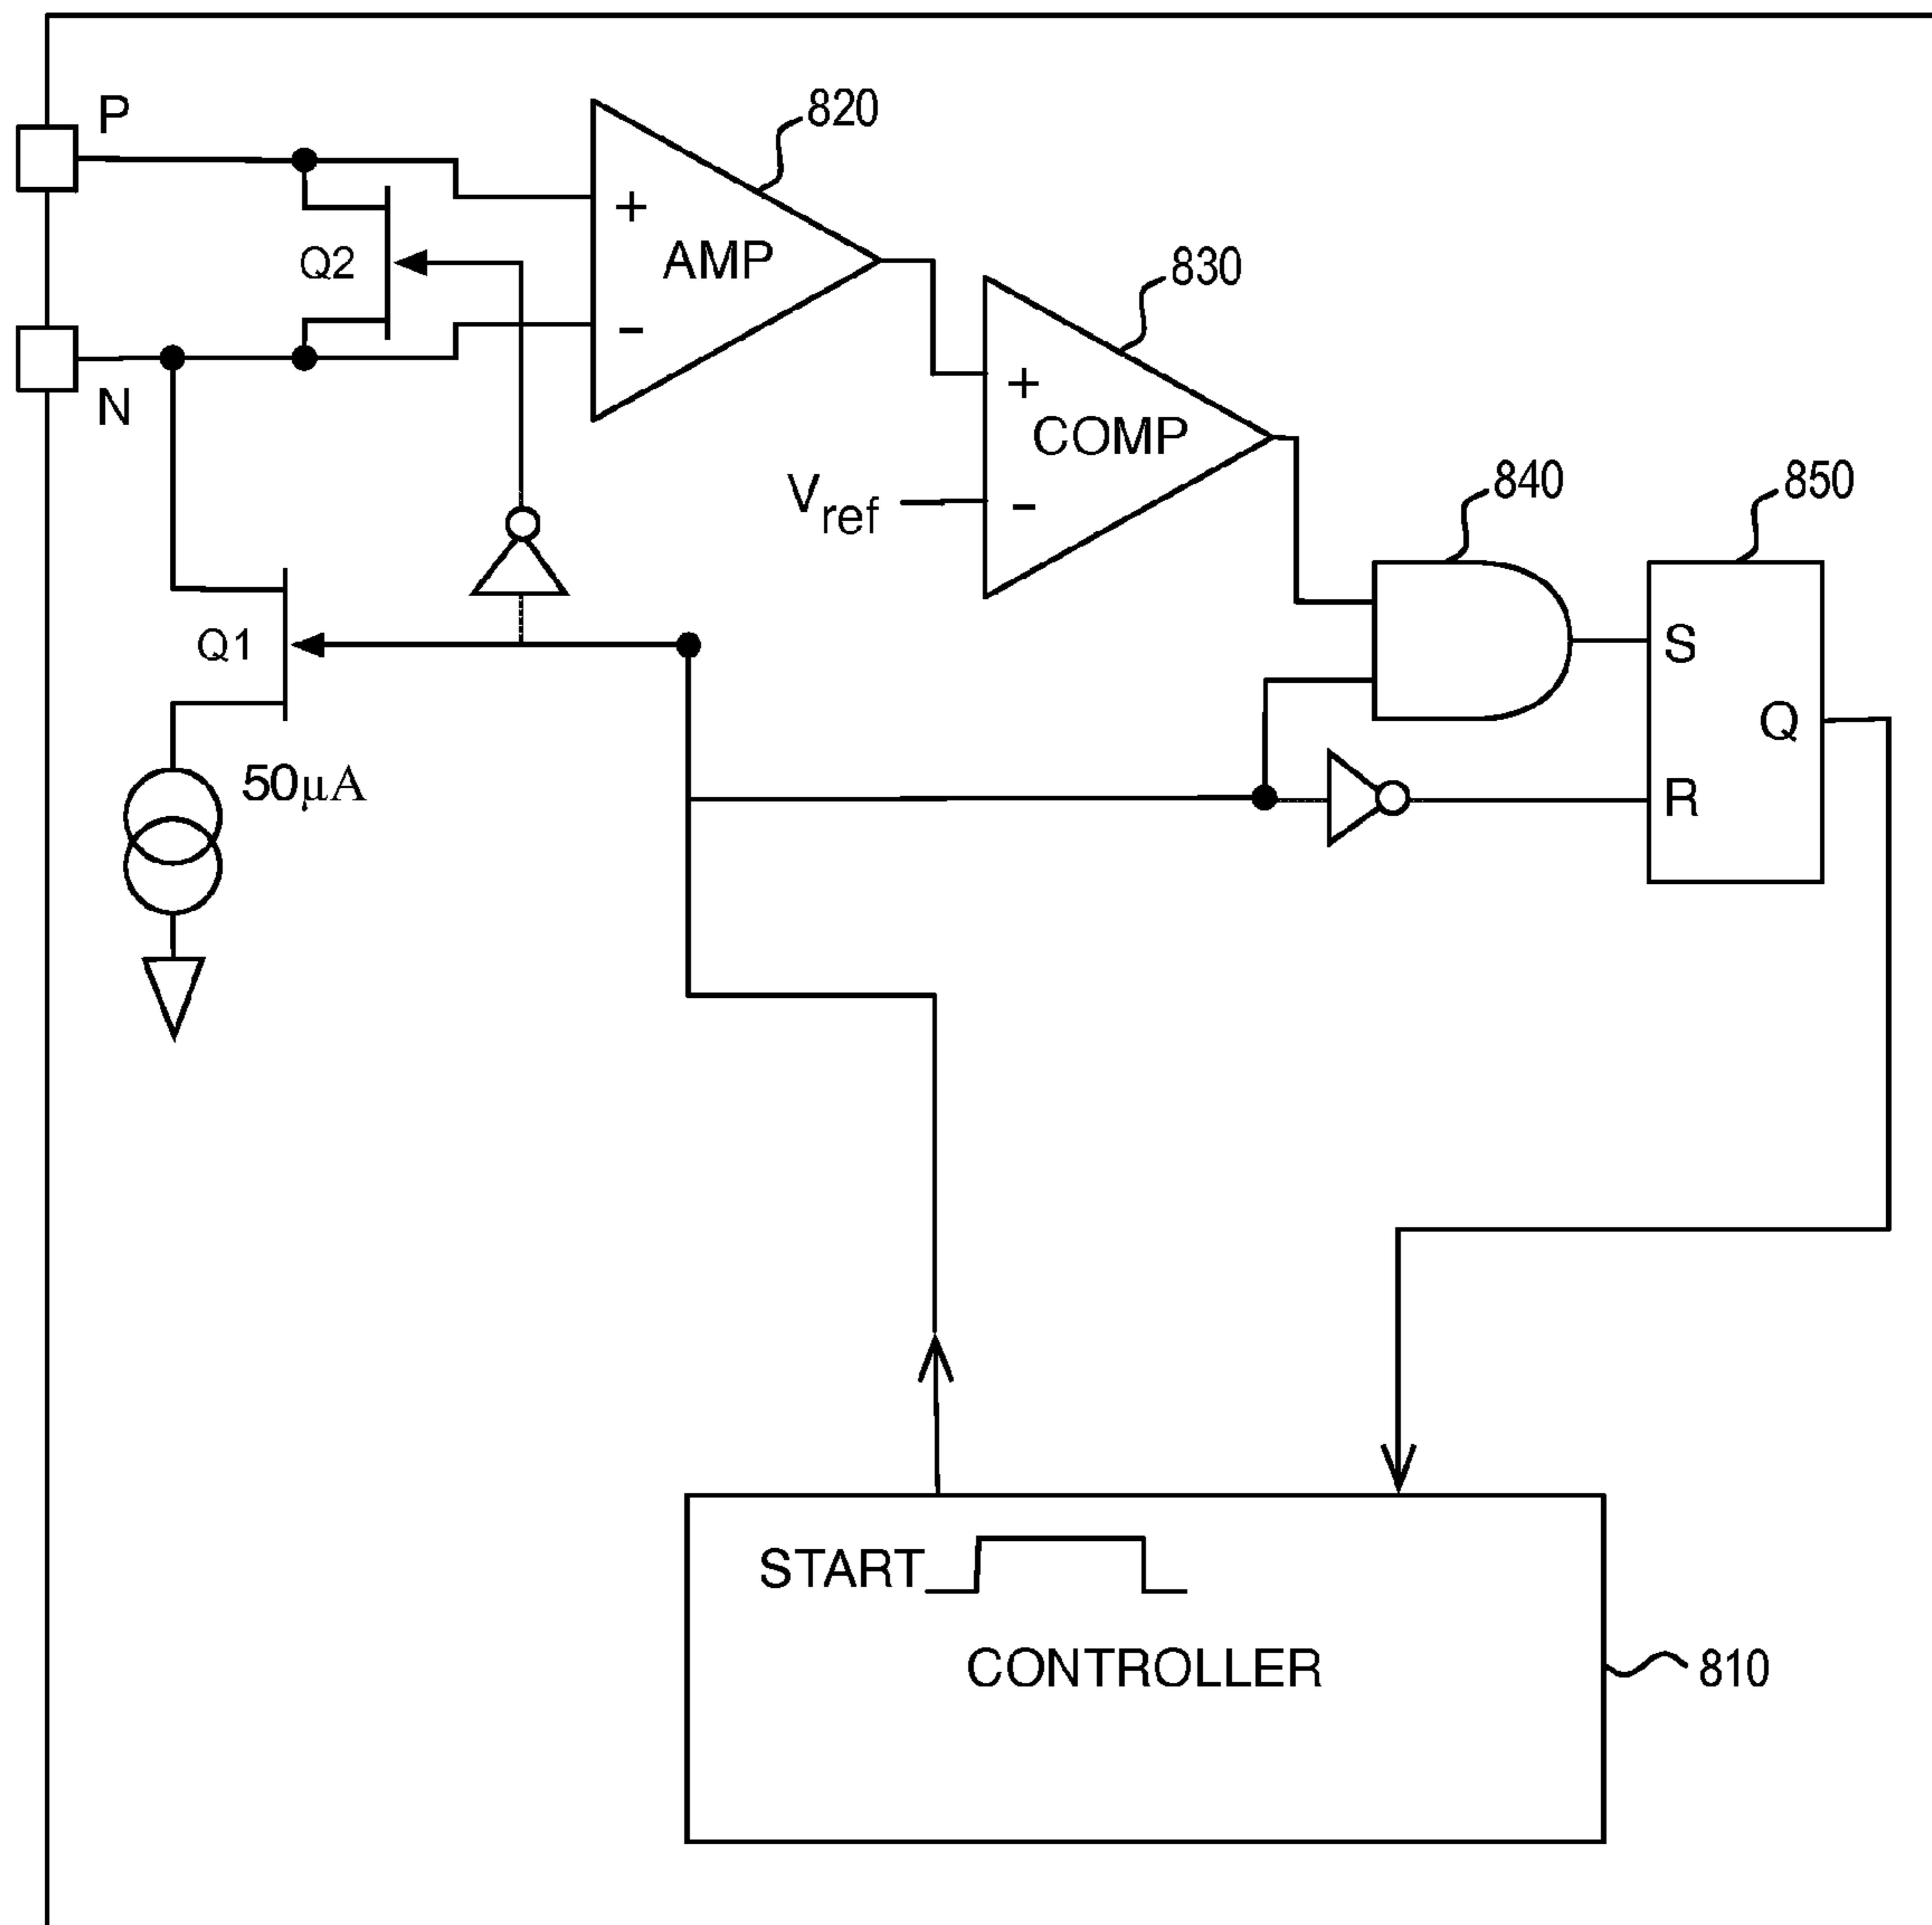 P
820
+
AMP
Q2
-
N
830
+
COMP
Vref
-
840
850
S
Q
R
Q1
50µA
START
CONTROLLER
810